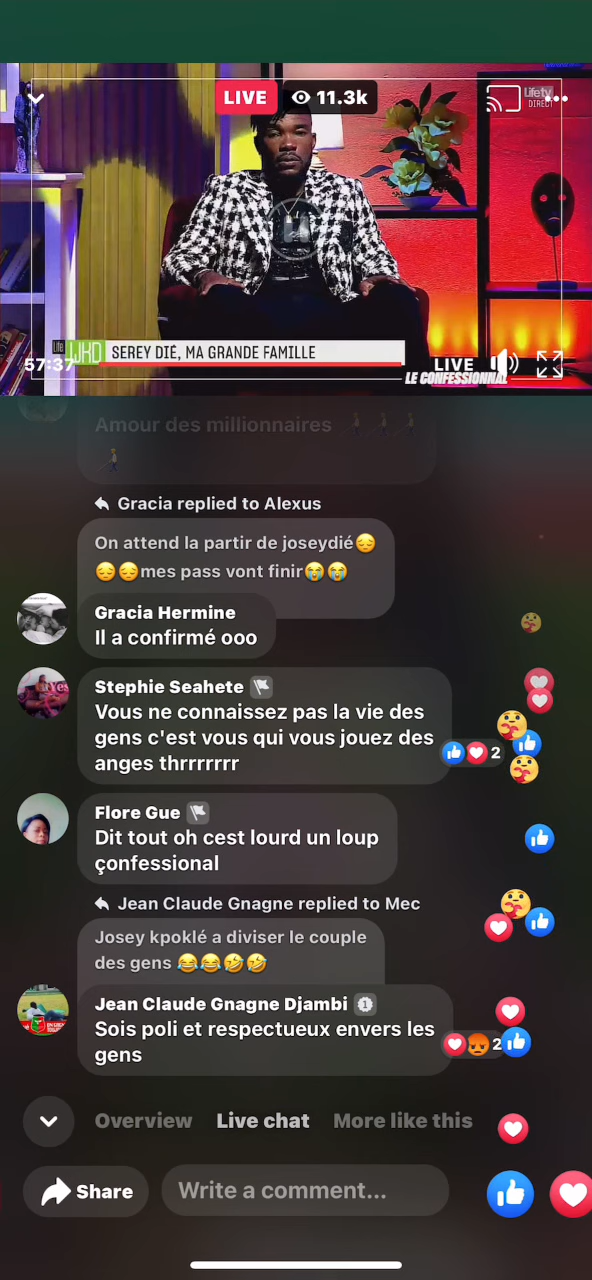 LIVE 11.3k
Lifetv
DIRECT
Life WKD SEREY DIÉ, MA GRANDE FAMILLE
57:37
LIVE
LE CONFESSIONNAL
Amour des millionnaires
Gracia replied to Alexus
On attend la partir de joseydié😔
😔😔mes pass vont finir😭😭
Gracia Hermine
Il a confirmé ooo
Stephie Seahete
Vous ne connaissez pas la vie des
gens c'est vous qui vous jouez des
anges thrrrrrrr
2
Flore Gue
Dit tout oh cest lourd un loup
çonfessional
Jean Claude Gnagne replied to Mec
Josey kpoklé a diviser le couple
des gens 😂😂🤣🤣
Jean Claude Gnagne Djambi
Sois poli et respectueux envers les
gens
2
Overview Live chat More like this
Share Write a comment...